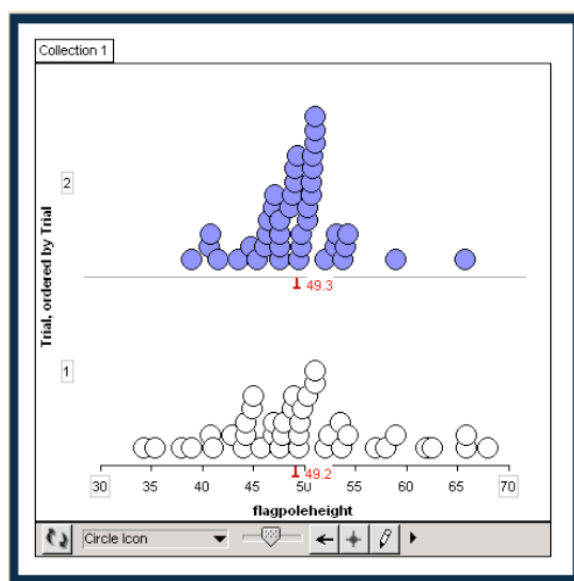 Collection 1
Trial, ordered by Trial
2
49.3
1
49.2
30 35 40 45 50 55 60 65 70
flagpoleheight
Circle Icon